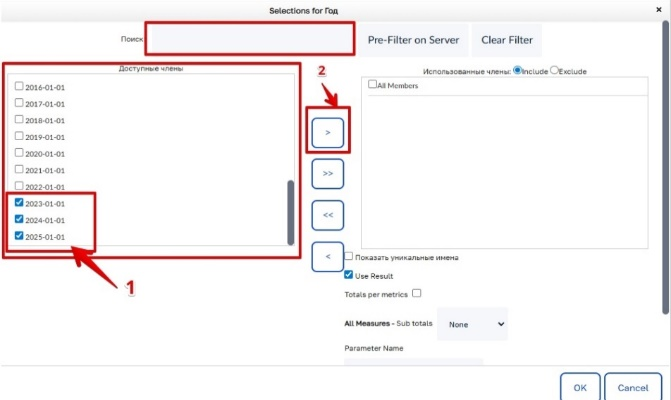 Selections for Год
×
Поиск
Pre-Filter on Server
Clear Filter
Доступные члены
2016-01-01
2017-01-01
2018-01-01
2019-01-01
2020-01-01
2021-01-01
2022-01-01
2023-01-01
2024-01-01
2025-01-01
1
2
>
>>
<<
<
Использованные члены: Include Exclude
All Members
Показать уникальные имена
Use Result
Totals per metrics
All Measures - Sub totals None
Parameter Name
OK
Cancel